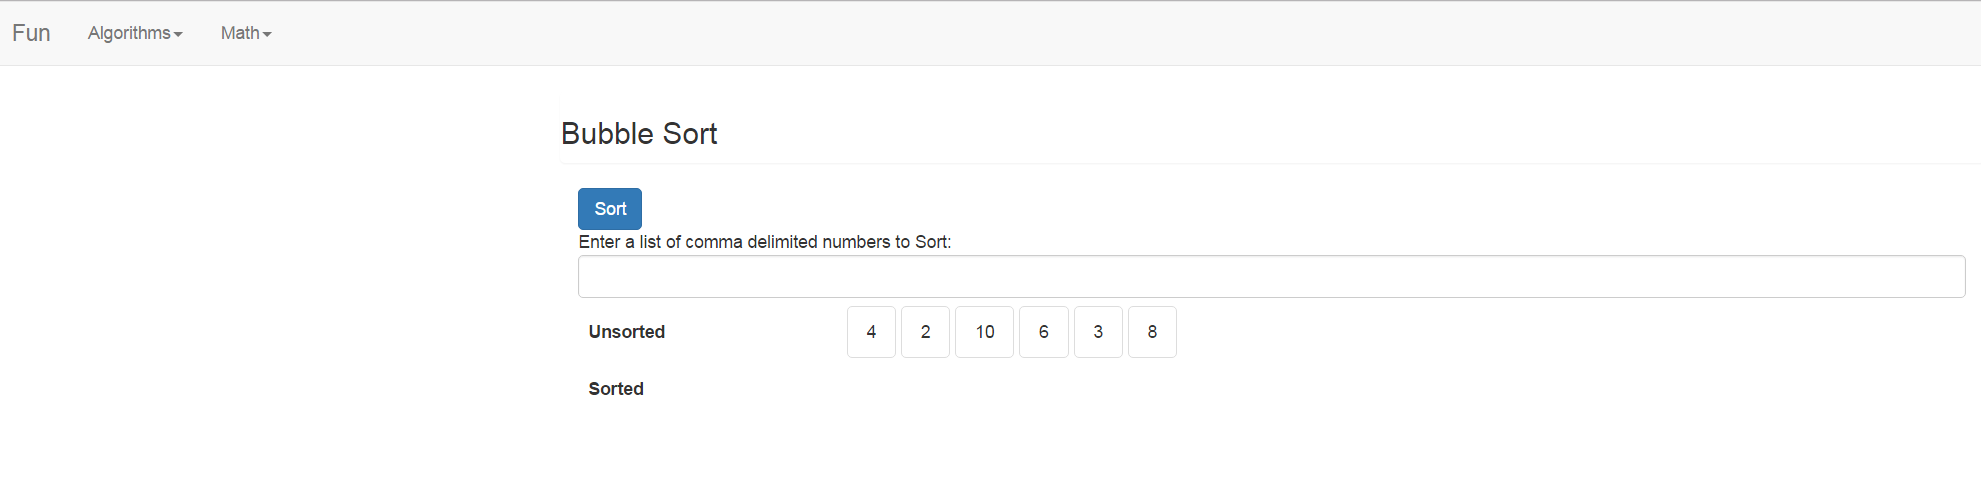 Fun Algorithms Math
Bubble Sort
Sort
Enter a list of comma delimited numbers to Sort:
Unsorted 4 2 10 6 3 8
Sorted